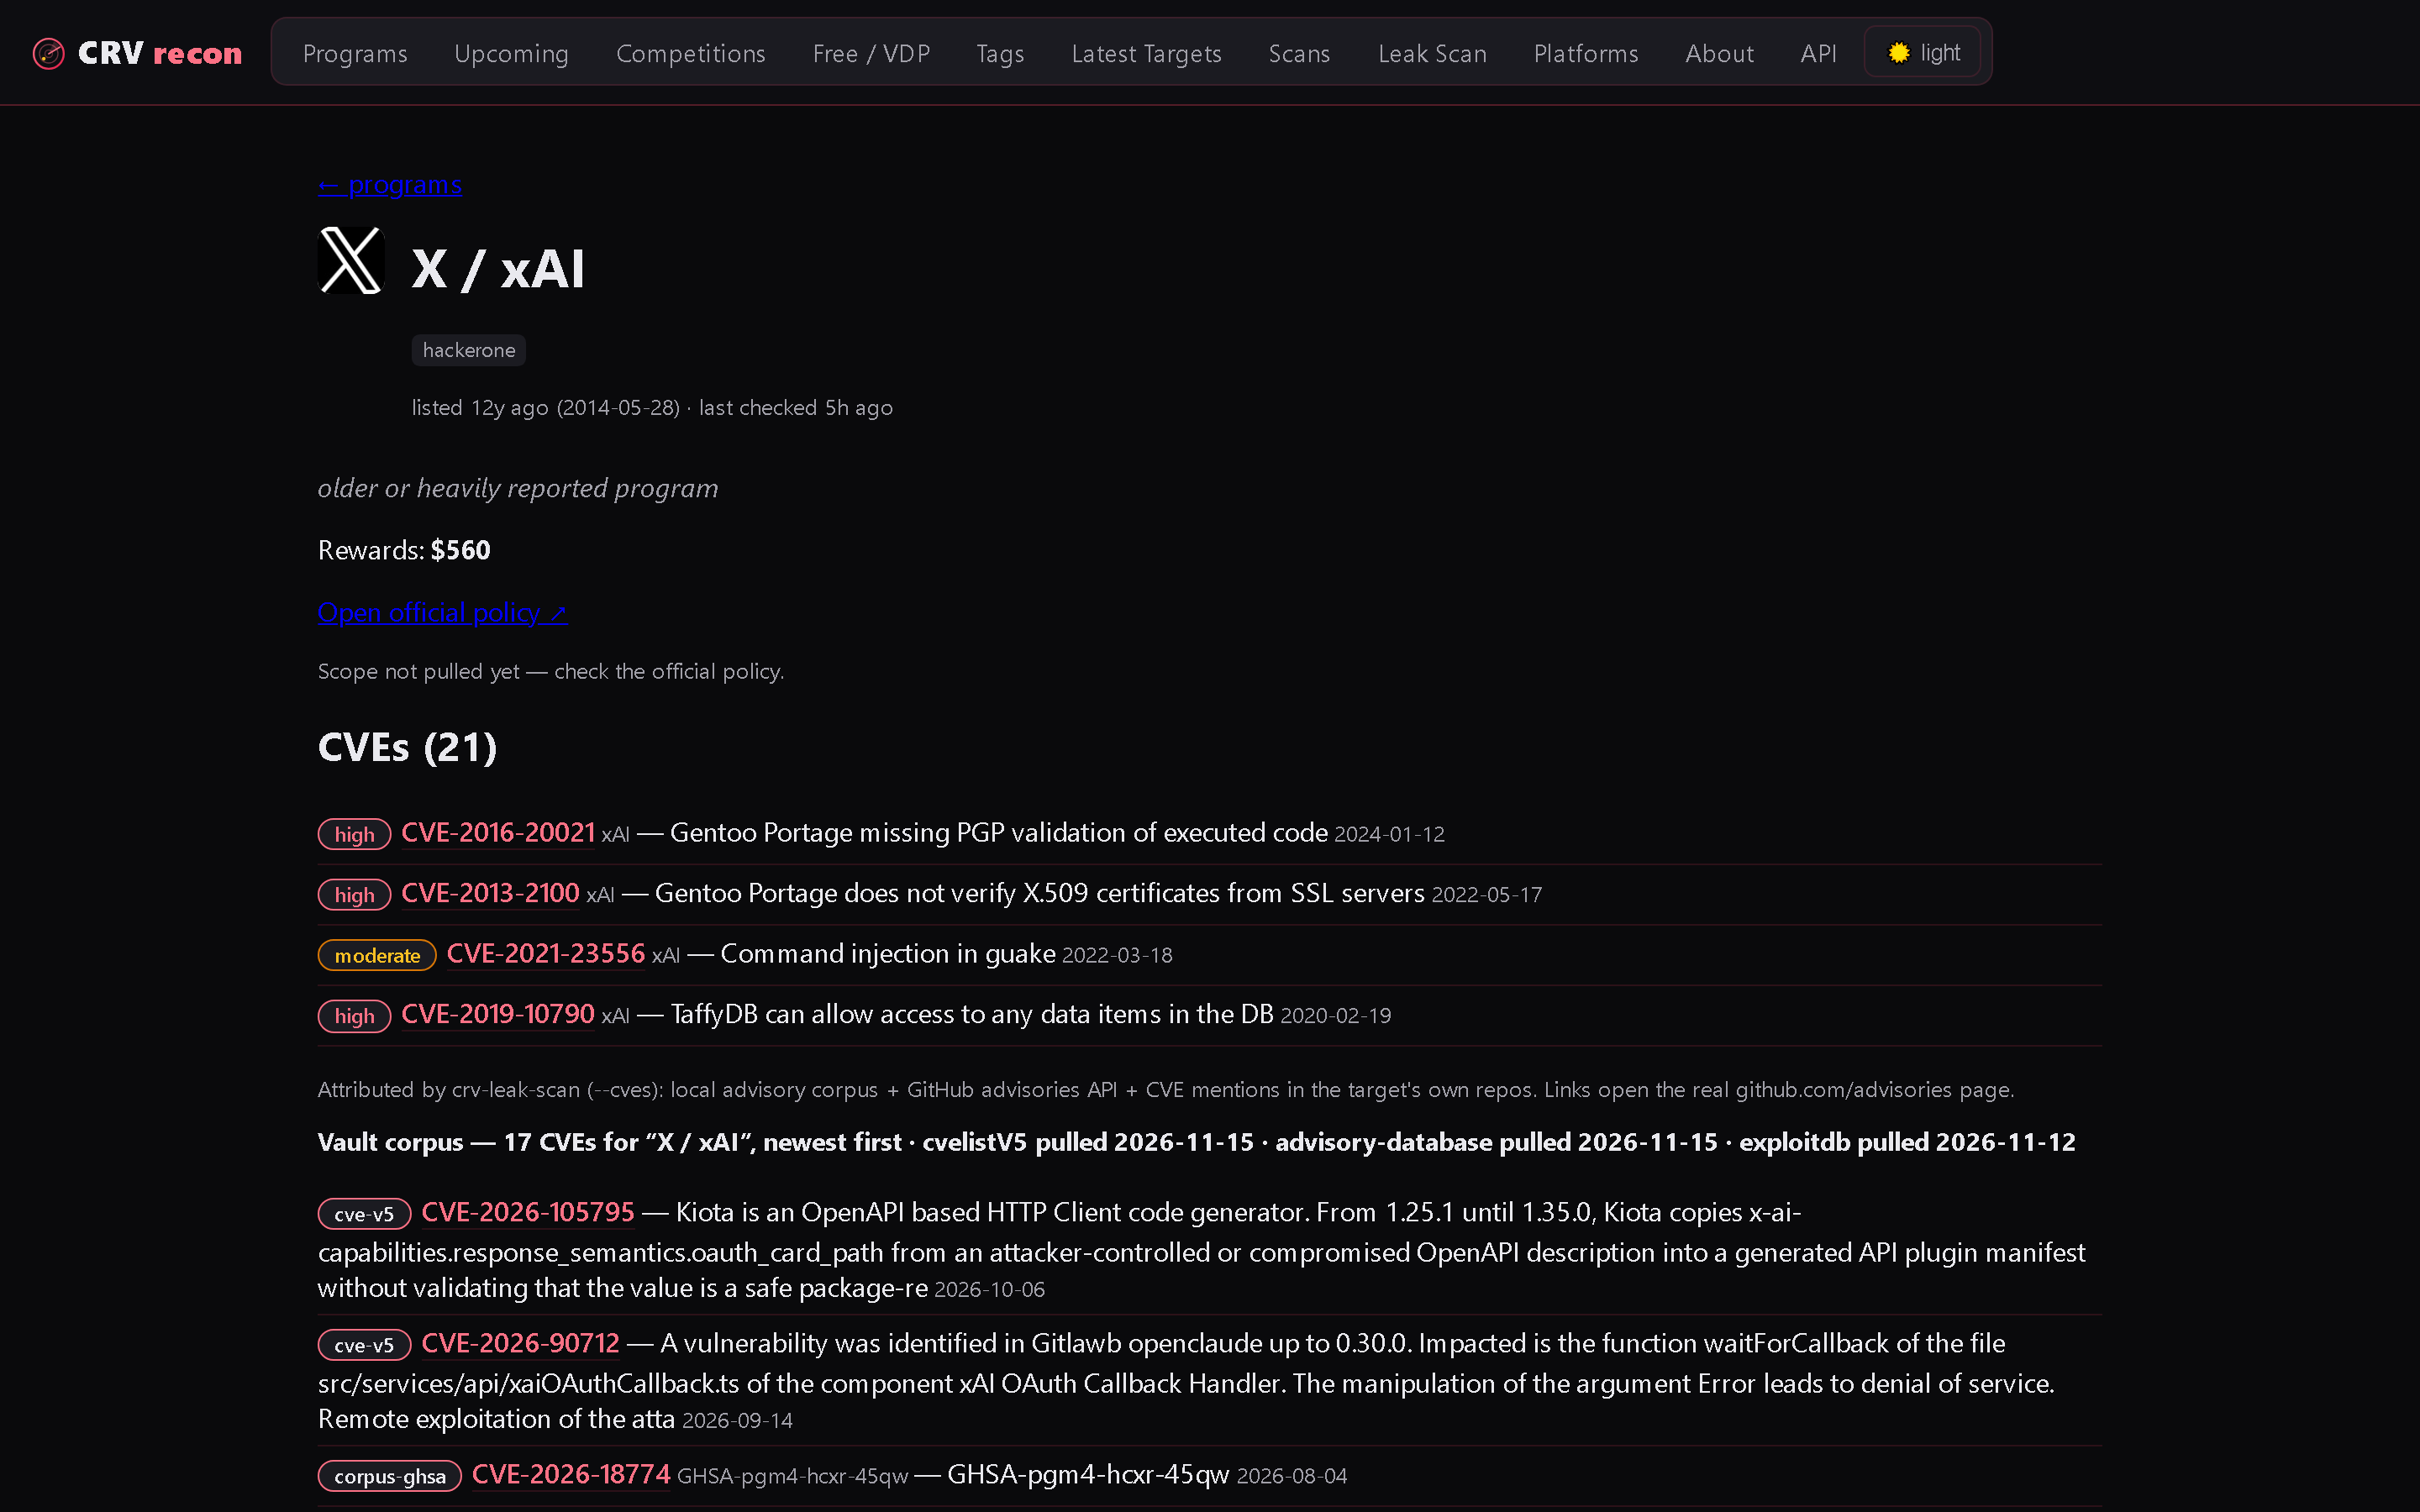 CRV recon
Programs
Upcoming
Competitions
Free / VDP
Tags
Latest Targets
Scans
Leak Scan
Platforms
About
API
light
← programs
X / xAI
hackerone
listed 12y ago (2014-05-28) · last checked 5h ago
older or heavily reported program
Rewards: $560
Open official policy ↗
Scope not pulled yet — check the official policy.
CVEs (21)
high CVE-2016-20021 xAI — Gentoo Portage missing PGP validation of executed code 2024-01-12
high CVE-2013-2100 xAI — Gentoo Portage does not verify X.509 certificates from SSL servers 2022-05-17
moderate CVE-2021-23556 xAI — Command injection in guake 2022-03-18
high CVE-2019-10790 xAI — TaffyDB can allow access to any data items in the DB 2020-02-19
Attributed by crv-leak-scan (--cves): local advisory corpus + GitHub advisories API + CVE mentions in the target's own repos. Links open the real github.com/advisories page.
Vault corpus — 17 CVEs for “X / xAI”, newest first · cvelistV5 pulled 2026-11-15 · advisory-database pulled 2026-11-15 · exploitdb pulled 2026-11-12
cve-v5 CVE-2026-105795 — Kiota is an OpenAPI based HTTP Client code generator. From 1.25.1 until 1.35.0, Kiota copies x-ai-
capabilities.response_semantics.oauth_card_path from an attacker-controlled or compromised OpenAPI description into a generated API plugin manifest
without validating that the value is a safe package-re 2026-10-06
cve-v5 CVE-2026-90712 — A vulnerability was identified in Gitlawb openclaude up to 0.30.0. Impacted is the function waitForCallback of the file
src/services/api/xaiOAuthCallback.ts of the component xAI OAuth Callback Handler. The manipulation of the argument Error leads to denial of service.
Remote exploitation of the atta 2026-09-14
corpus-ghsa CVE-2026-18774 GHSA-pgm4-hcxr-45qw — GHSA-pgm4-hcxr-45qw 2026-08-04